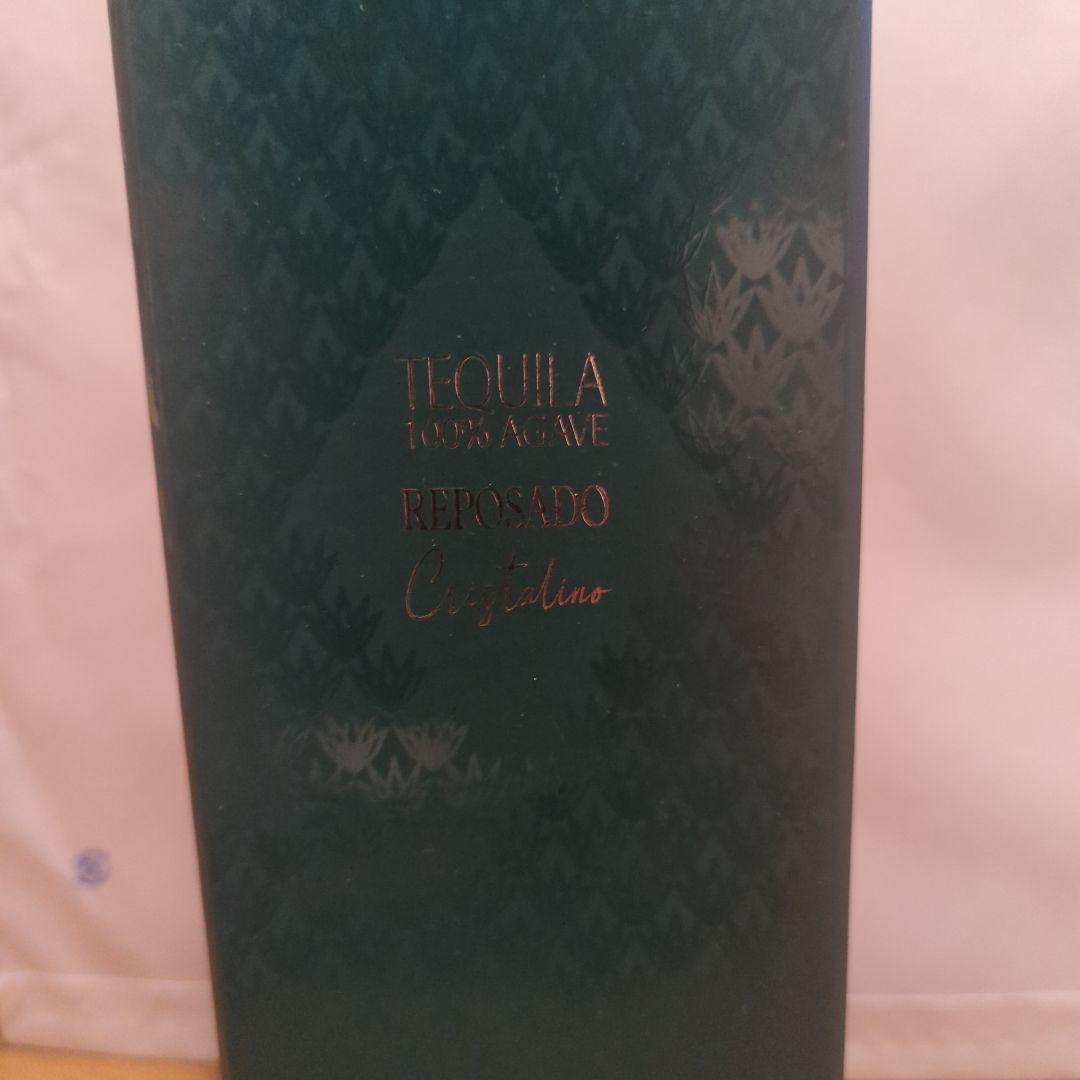 TEQUILA
100% AGAVE
REPOSADO
Cristalino